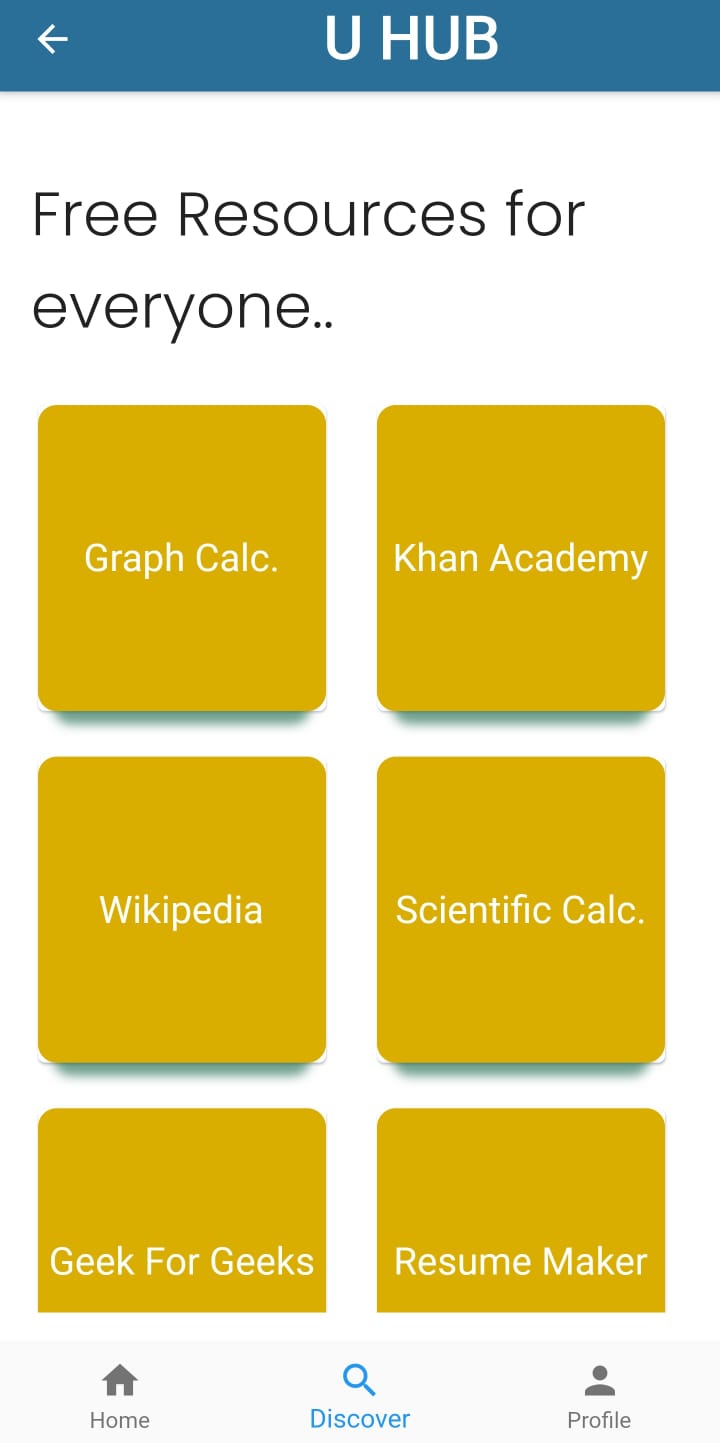 U HUB
Free Resources for
everyone..
Graph Calc.
Khan Academy
Wikipedia
Scientific Calc.
Geek For Geeks
Resume Maker
Home
Discover
Profile